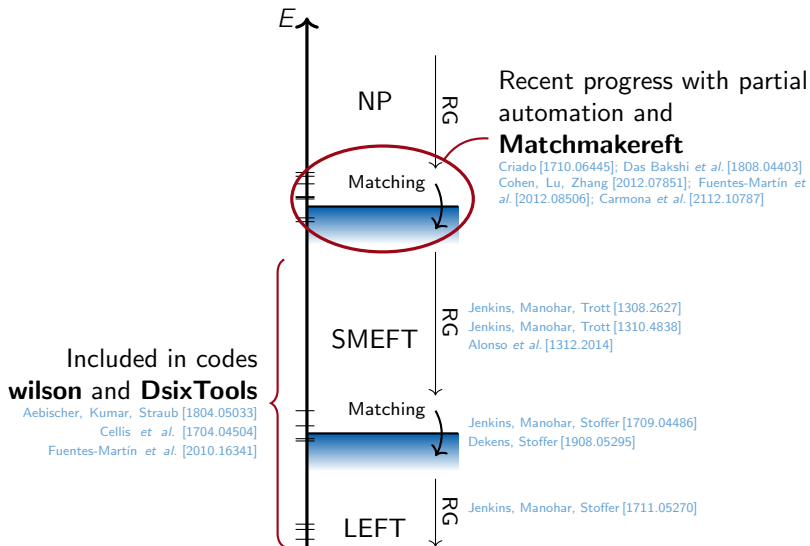 E
NP
RG
Recent progress with partial
automation and
Matchmakereft
Criado [1710.06445]; Das Bakshi et al. [1808.04403]
Cohen, Lu, Zhang [2012.07851]; Fuentes-Martín et
al. [2012.08506]; Carmona et al. [2112.10787]
Matching
SMEFT
RG
Jenkins, Manohar, Trott [1308.2627]
Jenkins, Manohar, Trott [1310.4838]
Alonso et al. [1312.2014]
Included in codes
wilson and DsixTools
Aebischer, Kumar, Straub [1804.05033]
Cellis et al. [1704.04504]
Fuentes-Martín et al. [2010.16341]
Matching
Jenkins, Manohar, Stoffer [1709.04486]
Dekens, Stoffer [1908.05295]
LEFT
RG
Jenkins, Manohar, Stoffer [1711.05270]